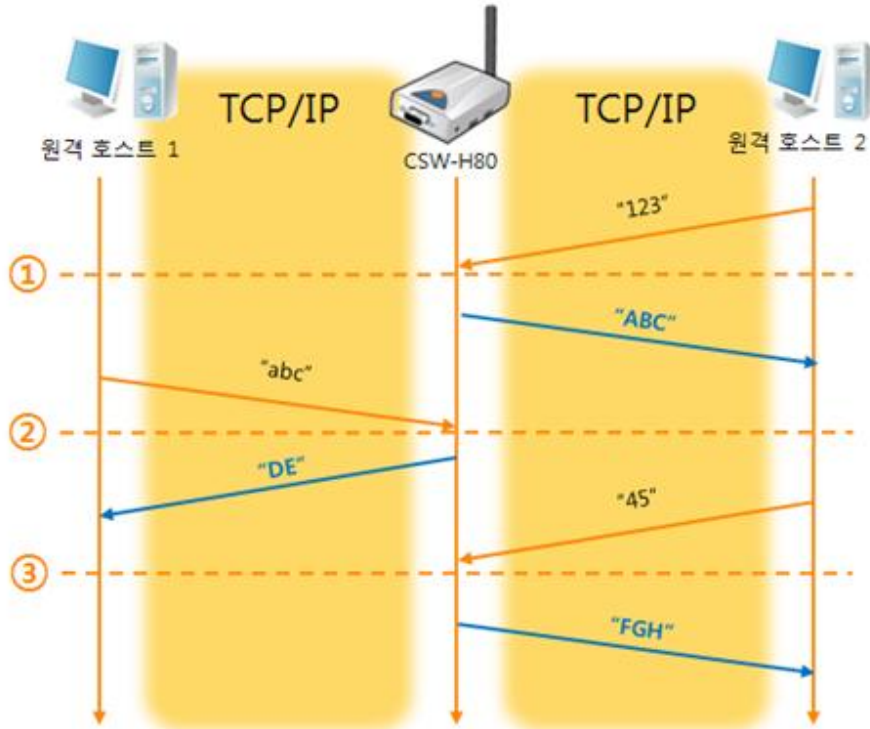 TCP/IP
TCP/IP
원격 호스트 1
CSW-H80
원격 호스트 2
"123"
①
"ABC"
"abc"
②
"DE"
"45"
③
"FGH"